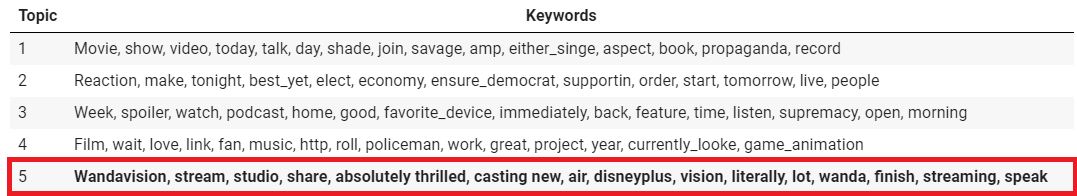 Topic Keywords
1 Movie, show, video, today, talk, day, shade, join, savage, amp, either_singe, aspect, book, propaganda, record
2 Reaction, make, tonight, best_yet, elect, economy, ensure_democrat, supportin, order, start, tomorrow, live, people
3 Week, spoiler, watch, podcast, home, good, favorite_device, immediately, back, feature, time, listen, supremacy, open, morning
4 Film, wait, love, link, fan, music, http, roll, policeman, work, great, project, year, currently_looke, game_animation
5 Wandavision, stream, studio, share, absolutely thrilled, casting new, air, disneyplus, vision, literally, lot, wanda, finish, streaming, speak